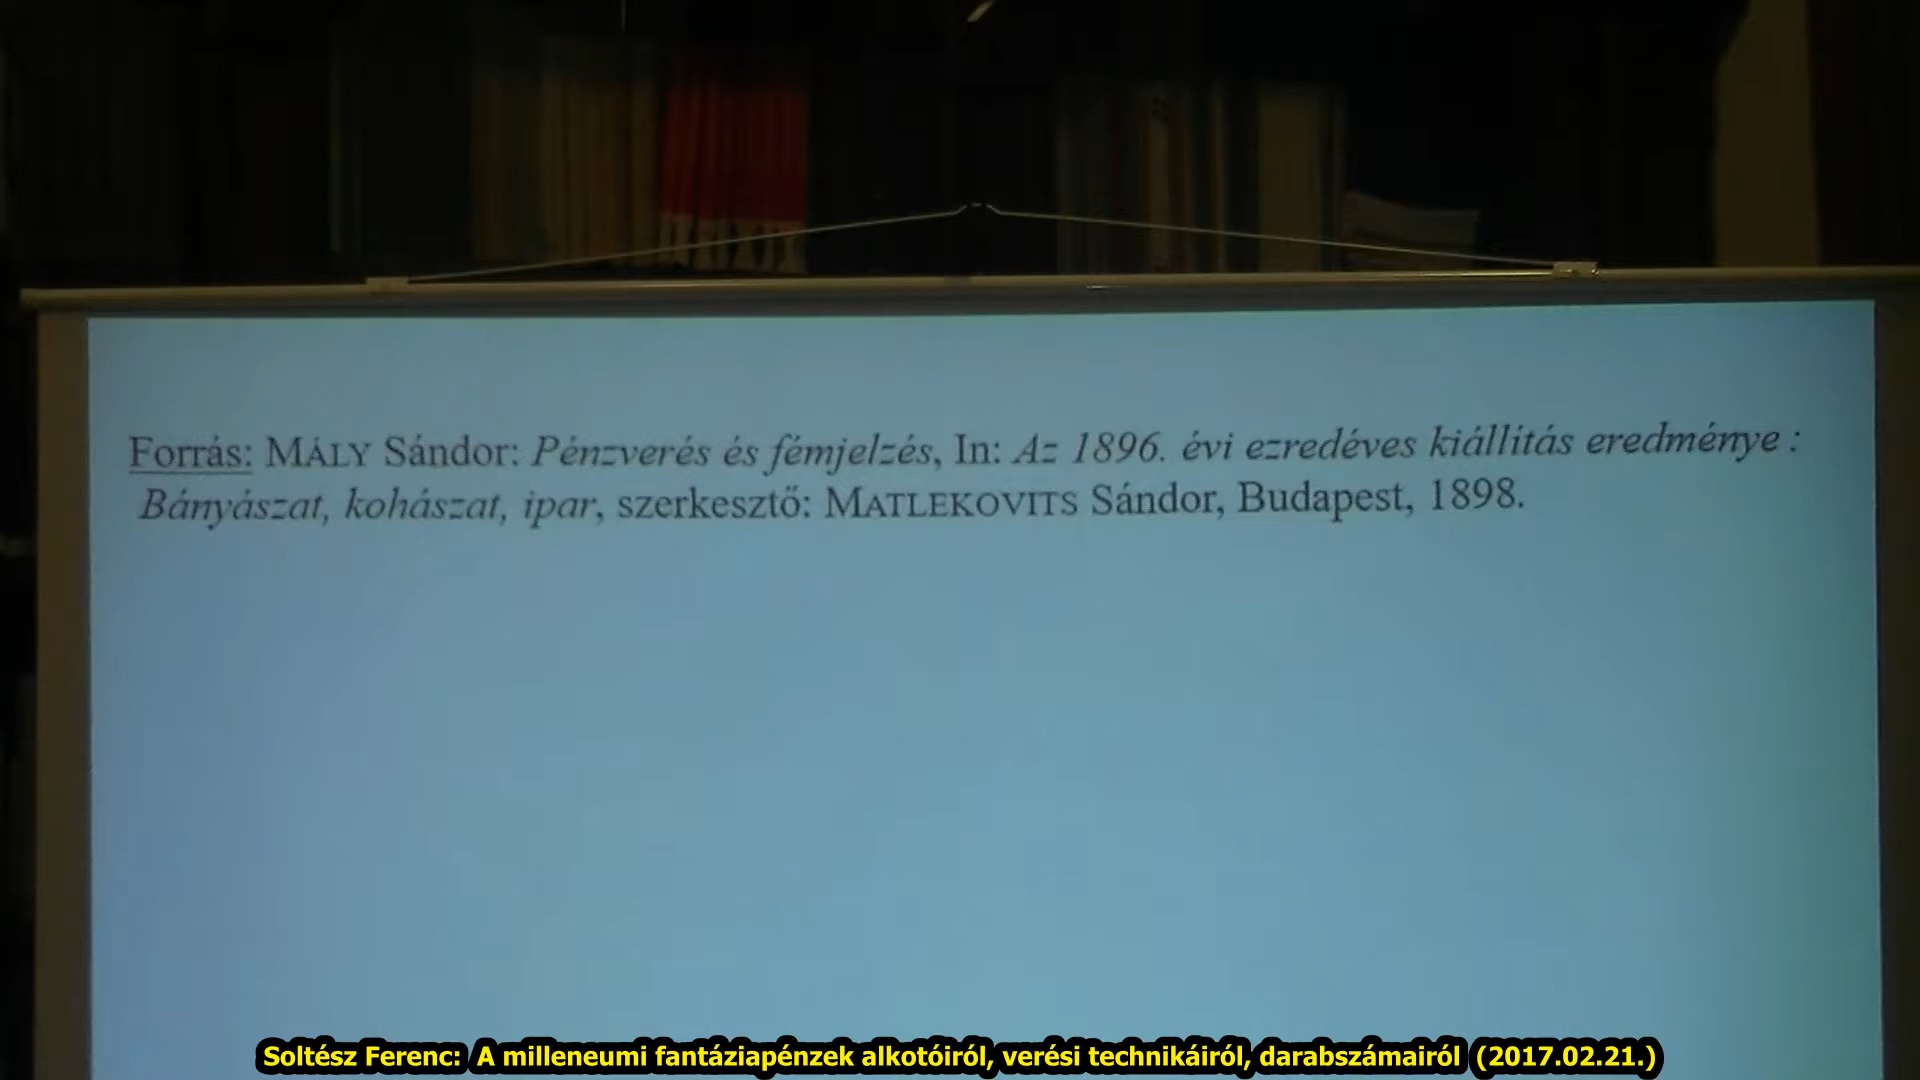 Forrás: MÁLY Sándor: Pénzverés és fémjelzés, In: Az 1896. évi ezredéves kiállítás eredménye :
Bányászat, kohászat, ipar, szerkesztő: MATLEKOVITS Sándor, Budapest, 1898.
Soltész Ferenc: A milleneumi fantáziapénzek alkotóiról, verési technikáiról, darabszámairól (2017.02.21.)